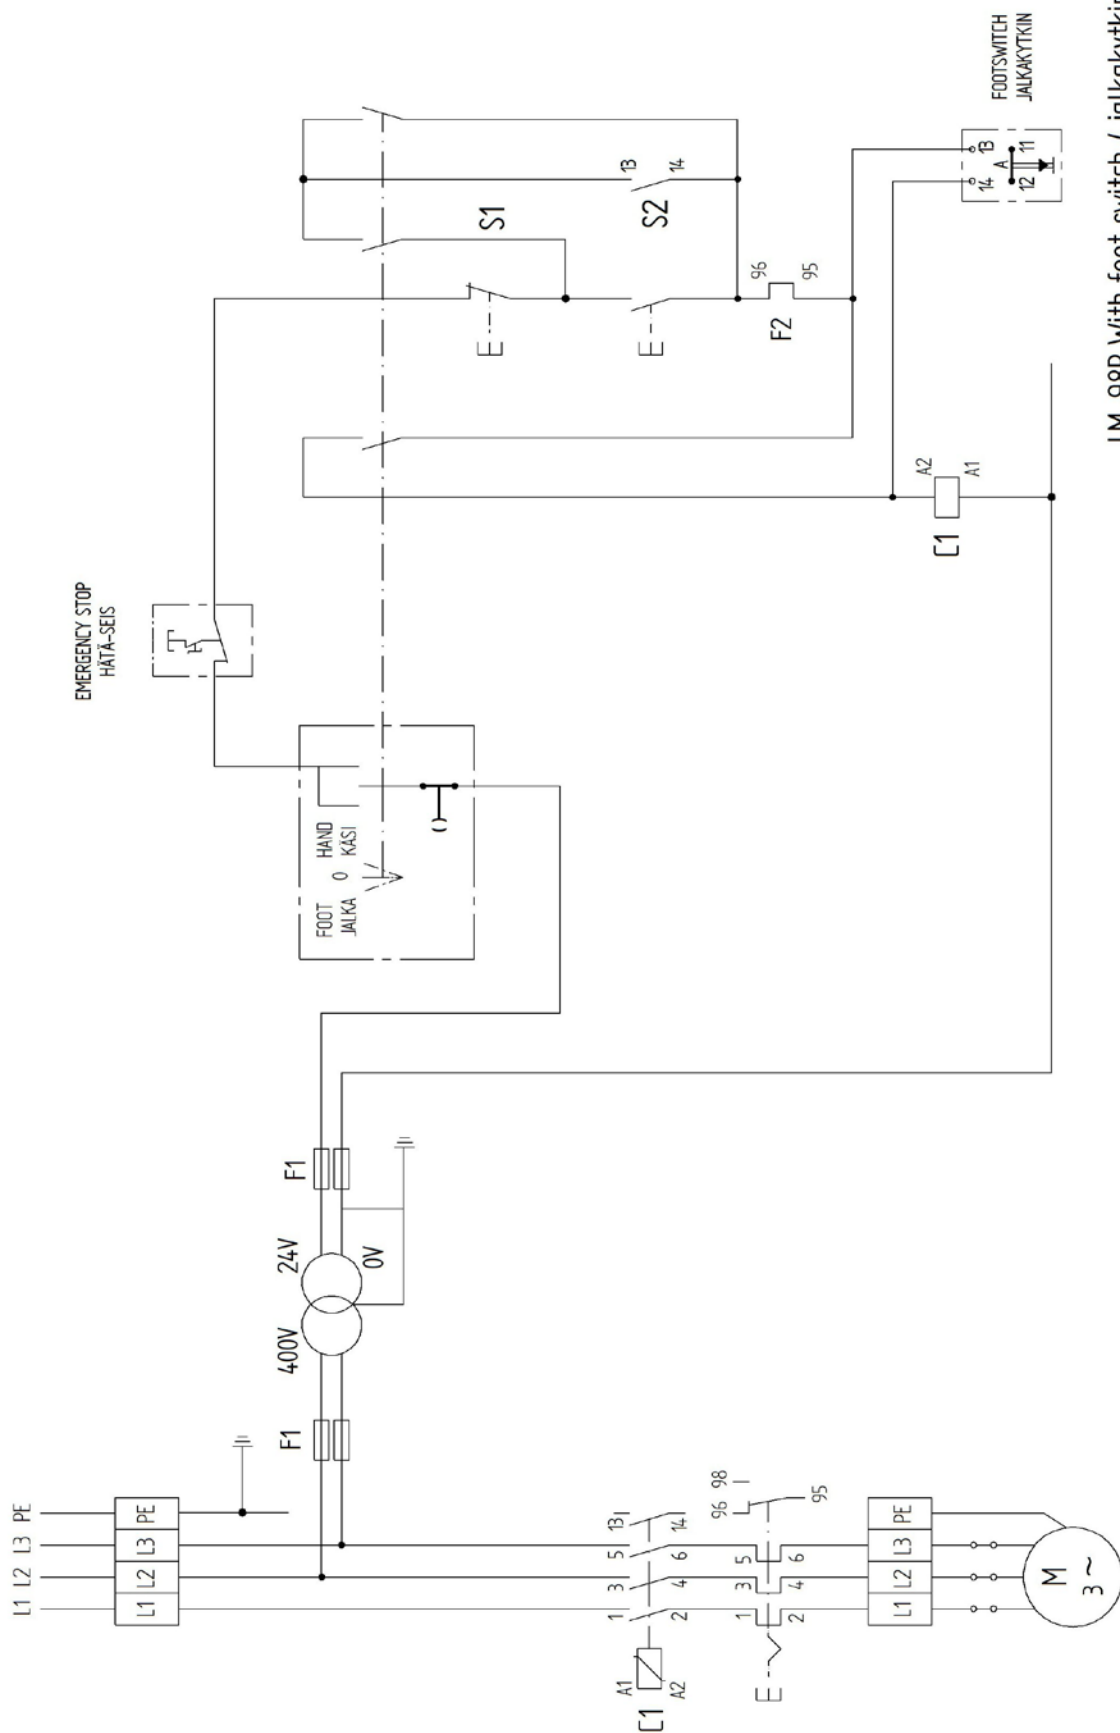 L1 L2 L3 PE
L1 L2 L3 PE
F1
400V
24V
0V
F1
FOOT 0 HAND
JALKA KÄSI
EMERGENCY STOP
HÄTÄ-SEIS
S1
S2
13
14
F2
96
95
C1
A2
A1
FOOTSWITCH
JALKAKYTKIN
14 A 13
12 11
C1
A1
A2
1 3 5 13
2 4 6 14
96 98
95
1 3 5
2 4 6
L1 L2 L3 PE
M
3 ~
LM 98P With foot switch / jalkakytkin